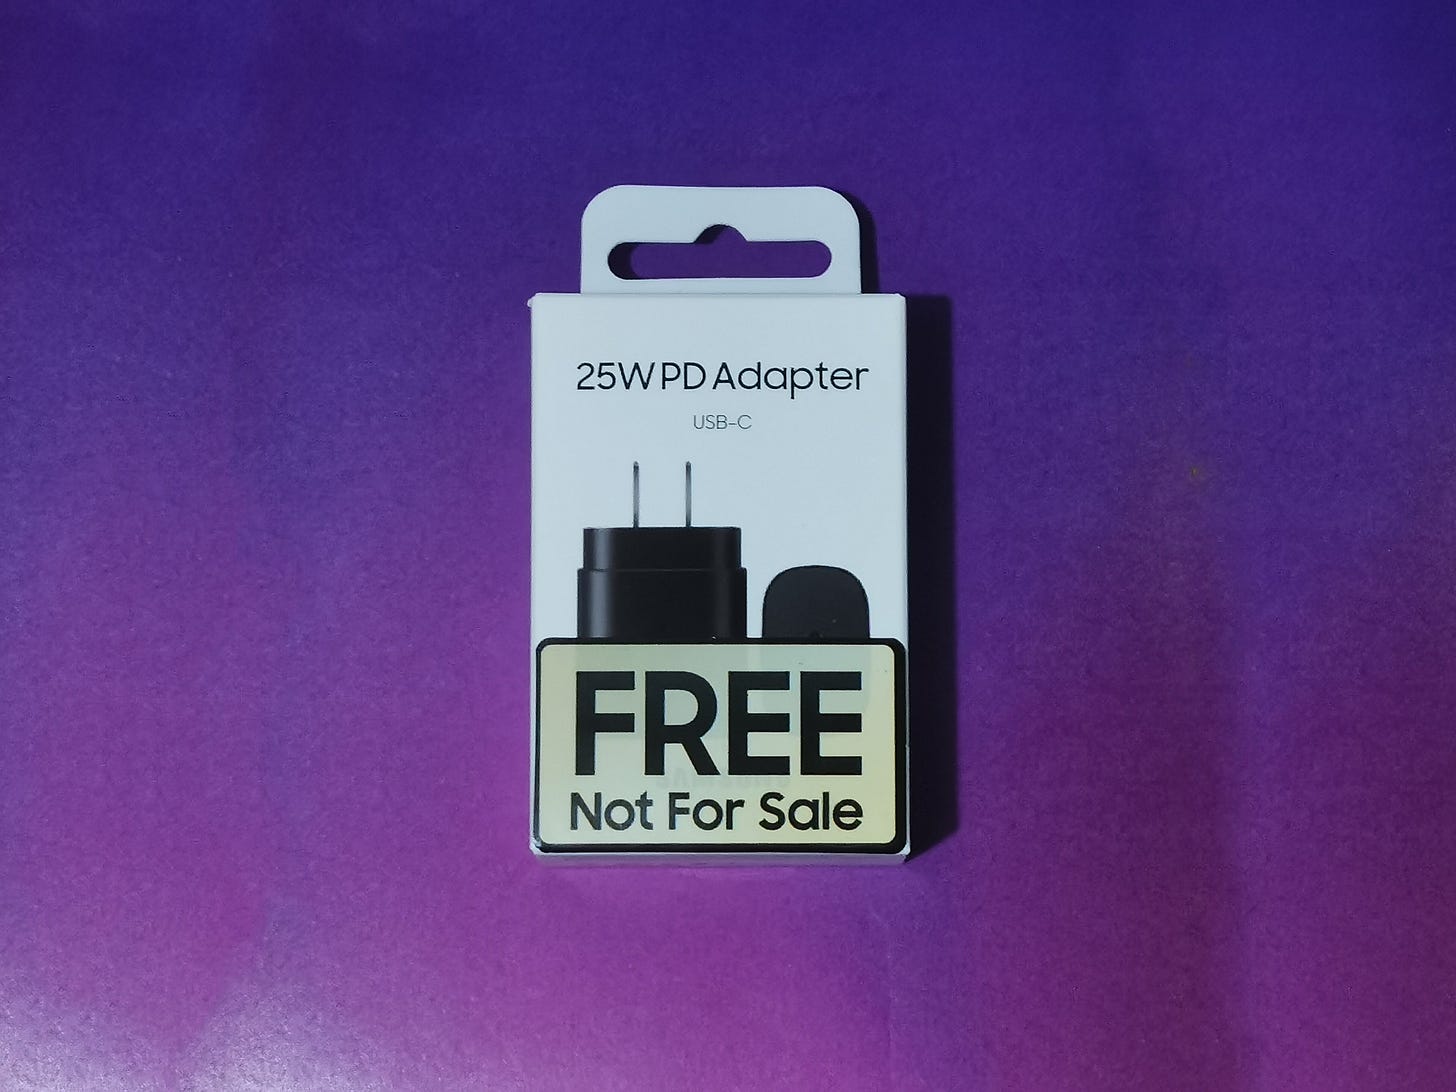 25W PD Adapter
USB-C
FREE
Not For Sale